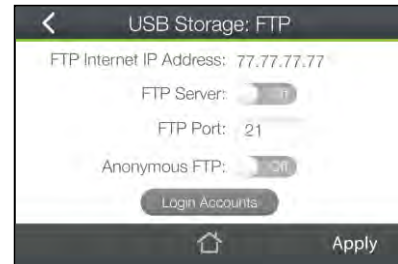 USB Storage: FTP
FTP Internet IP Address: 77.77.77.77
FTP Server:
FTP Port: 21
Anonymous FTP: Off
Login Accounts
Apply